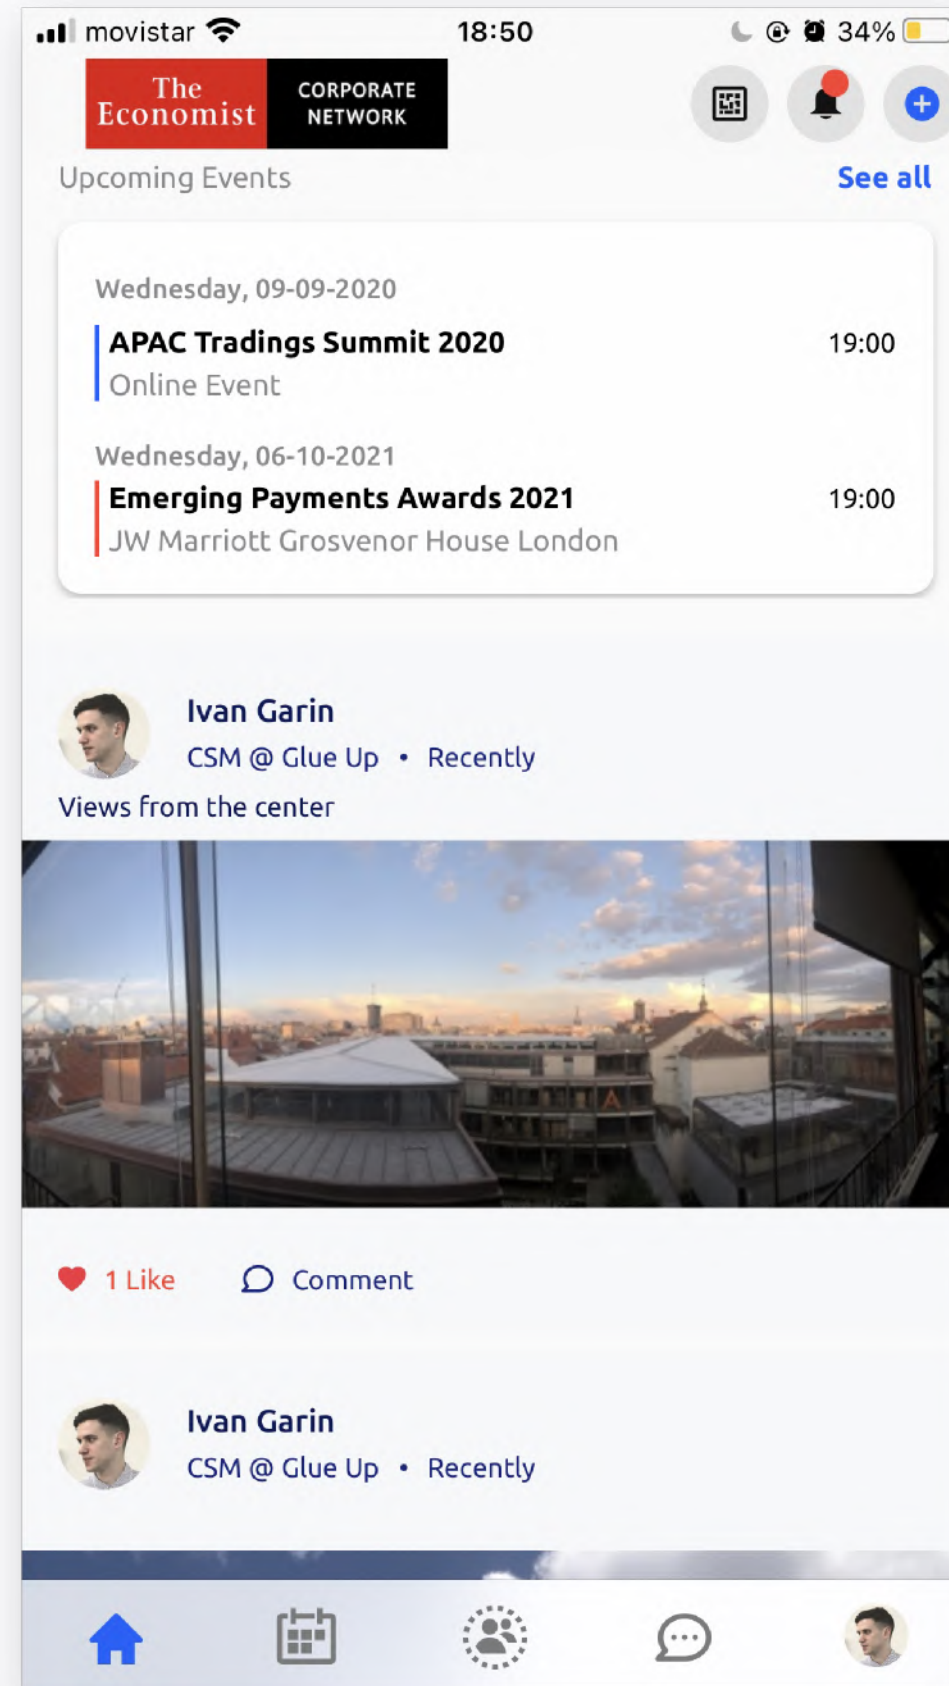 movistar 18:50 34%
The
Economist
CORPORATE
NETWORK
Upcoming Events See all
Wednesday, 09-09-2020
APAC Tradings Summit 2020 19:00
Online Event
Wednesday, 06-10-2021
Emerging Payments Awards 2021 19:00
JW Marriott Grosvenor House London
Ivan Garin
CSM @ Glue Up • Recently
Views from the center
A
1 Like Comment
Ivan Garin
CSM @ Glue Up • Recently